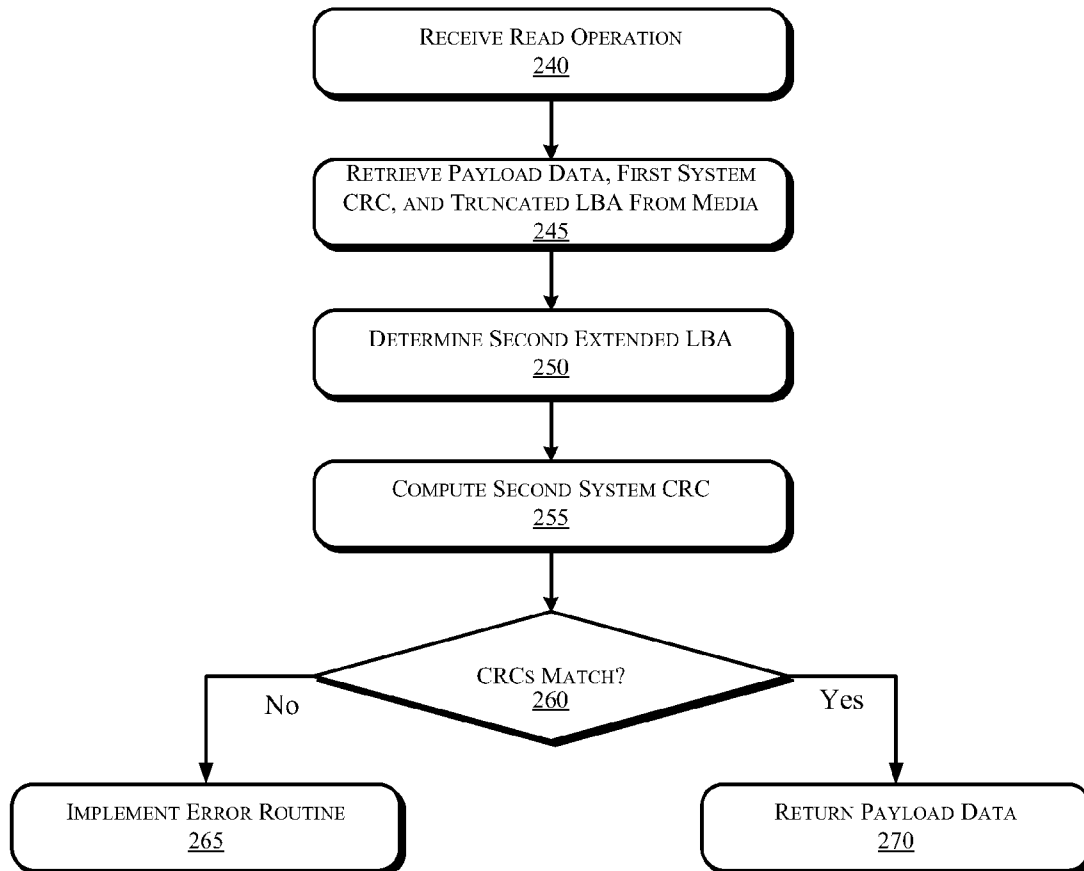 RECEIVE READ OPERATION
240
RETRIEVE PAYLOAD DATA, FIRST SYSTEM
CRC, AND TRUNCATED LBA FROM MEDIA
245
DETERMINE SECOND EXTENDED LBA
250
COMPUTE SECOND SYSTEM CRC
255
CRCS MATCH?
260
No
Yes
IMPLEMENT ERROR ROUTINE
265
RETURN PAYLOAD DATA
270